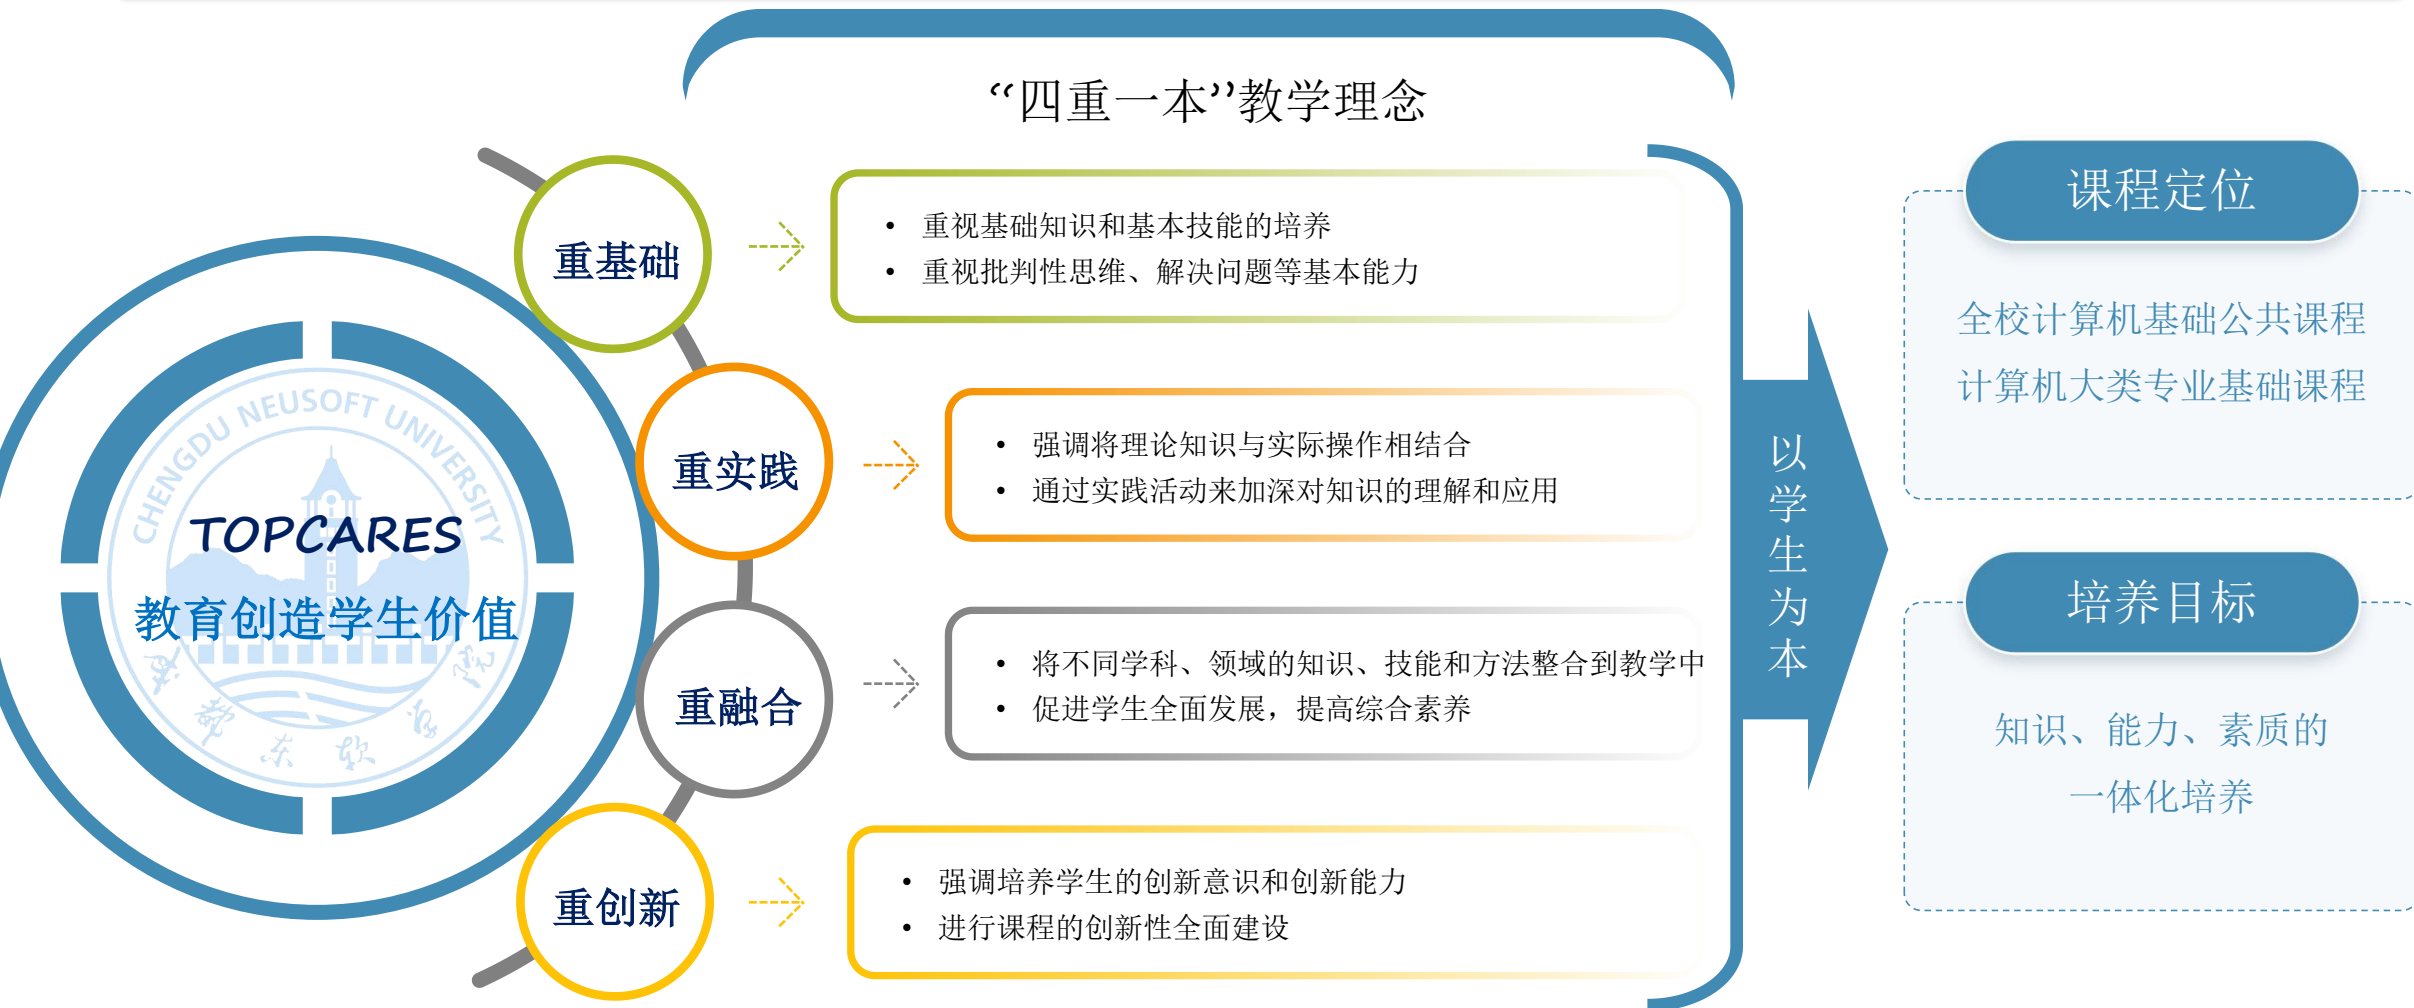 “四重一本”教学理念
重基础
• 重视基础知识和基本技能的培养
• 重视批判性思维、解决问题等基本能力
重实践
• 强调将理论知识与实际操作相结合
• 通过实践活动来加深对知识的理解和应用
重融合
• 将不同学科、领域的知识、技能和方法整合到教学中
• 促进学生全面发展，提高综合素养
重创新
• 强调培养学生的创新意识和创新能力
• 进行课程的创新性全面建设
CHENGDU NEUSOFT UNIVERSITY
TOPCARES
教育创造学生价值
成都东软学院
以学生为本
课程定位
全校计算机基础公共课程
计算机大类专业基础课程
培养目标
知识、能力、素质的
一体化培养